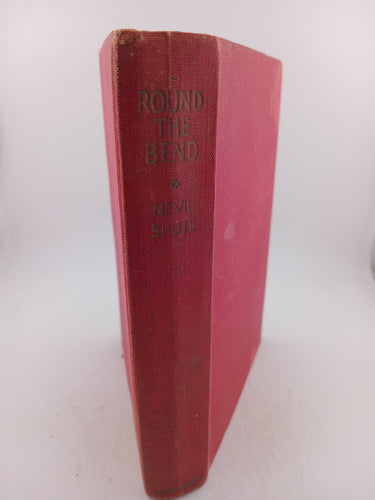 ROUND
THE
BEND
NEVIL
SHUTE